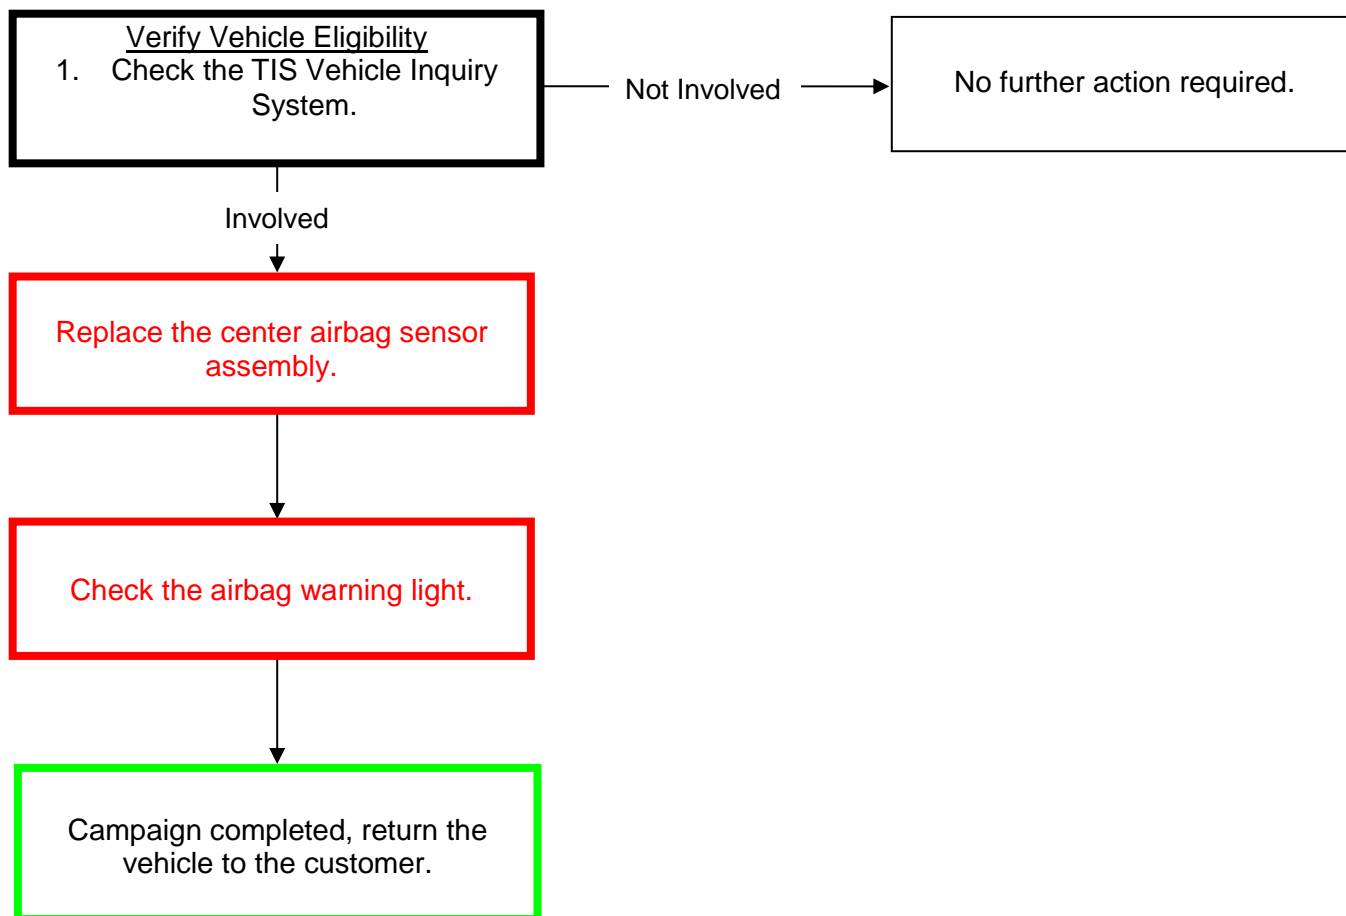 Verify Vehicle Eligibility
1. Check the TIS Vehicle Inquiry
System.
Not Involved
No further action required.
Involved
Replace the center airbag sensor
assembly.
Check the airbag warning light.
Campaign completed, return the
vehicle to the customer.